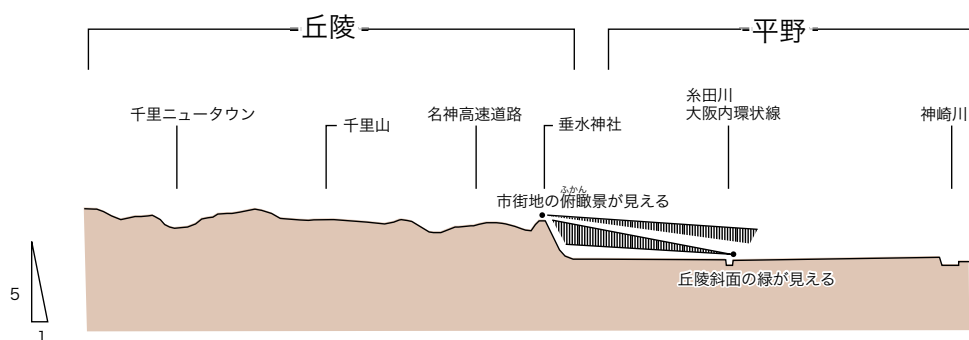 丘陵
平野
千里ニュータウン
千里山
名神高速道路
垂水神社
糸田川
大阪内環状線
神崎川
ふかん
市街地の俯瞰景が見える
丘陵斜面の緑が見える
5
1